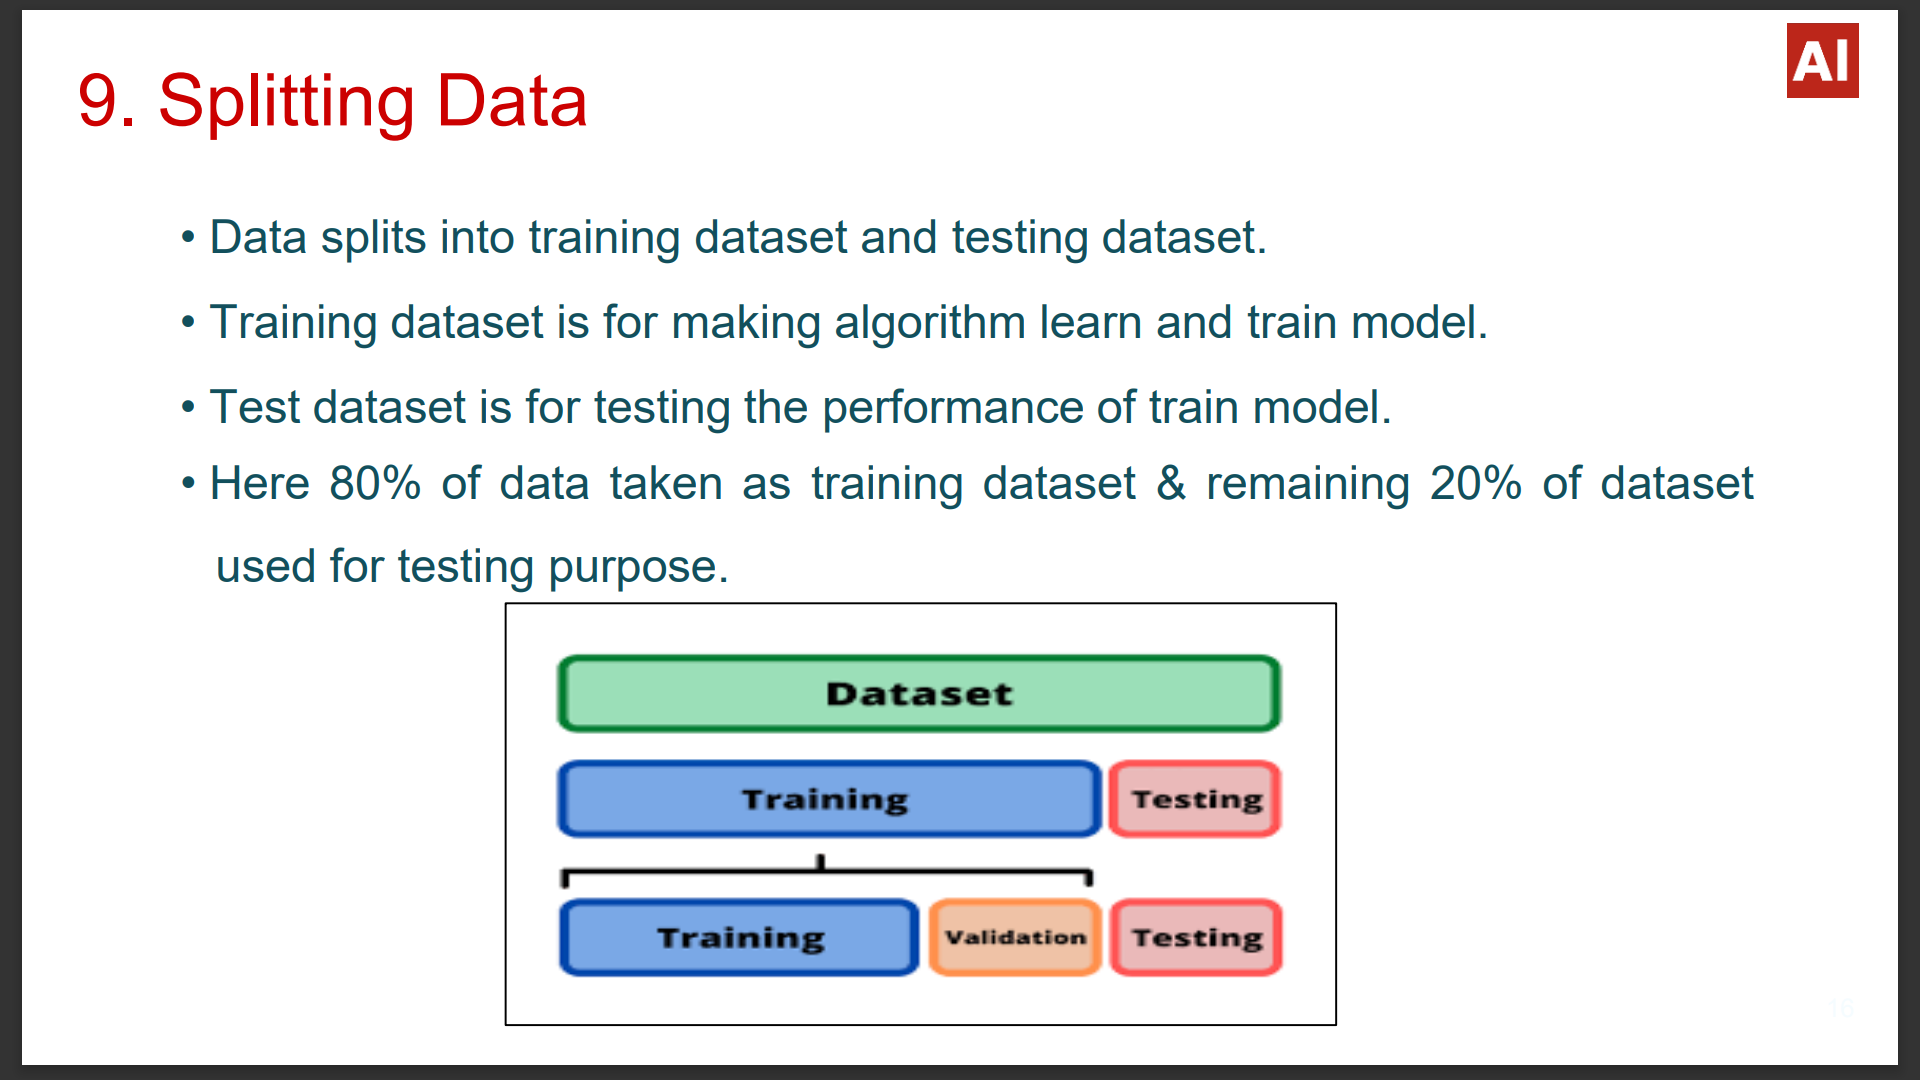 AI
9. Splitting Data
• Data splits into training dataset and testing dataset.
• Training dataset is for making algorithm learn and train model.
• Test dataset is for testing the performance of train model.
• Here 80% of data taken as training dataset & remaining 20% of dataset
used for testing purpose.
Dataset
Training Testing
Training Validation Testing
16